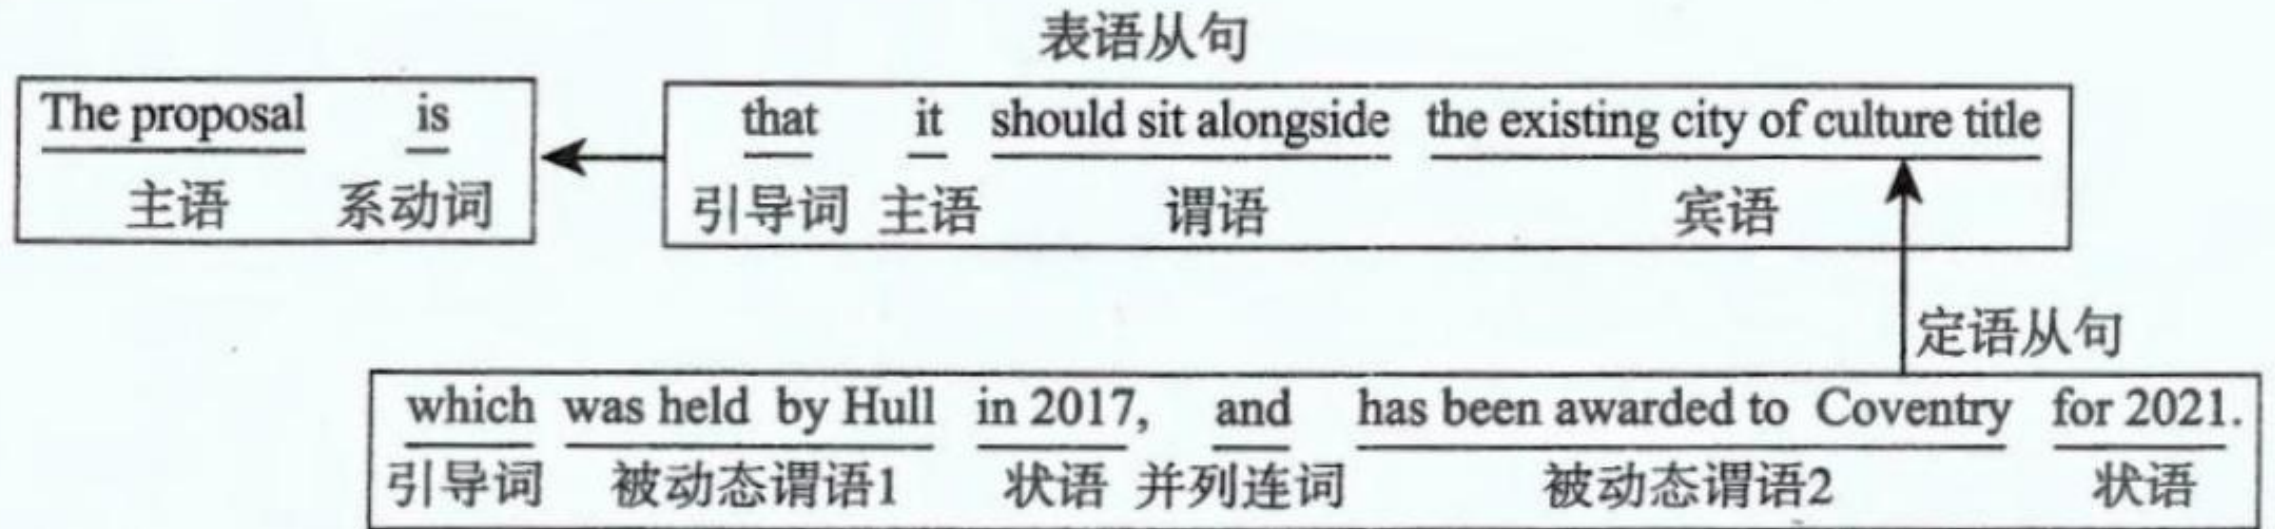 表语从句
The proposal is that it should sit alongside the existing city of culture title
主语 系动词 引导词 主语 谓语 宾语
定语从句
which was held by Hull in 2017, and has been awarded to Coventry for 2021.
引导词 被动态谓语1 状语 并列连词 被动态谓语2 状语